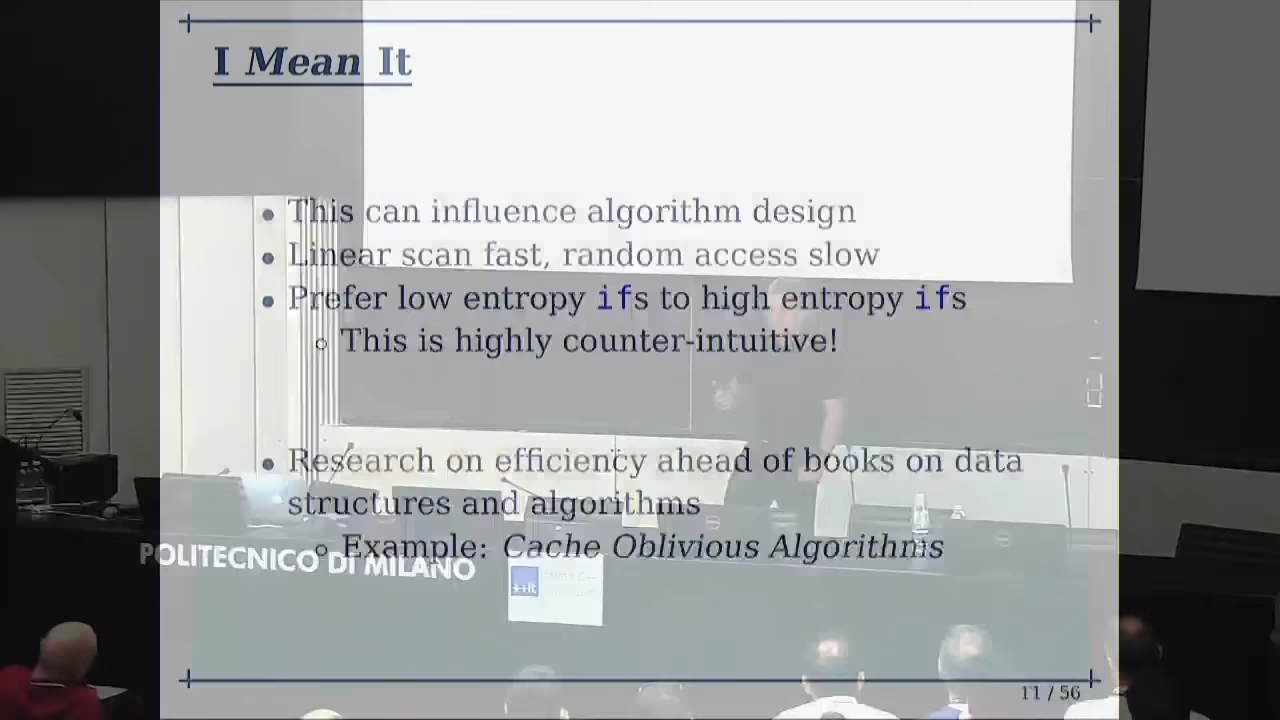 I Mean It
This can influence algorithm design
Linear scan fast, random access slow
Prefer low entropy ifs to high entropy ifs
This is highly counter-intuitive!
Research on efficiency ahead of books on data
structures and algorithms
Example: Cache Oblivious Algorithms
POLITECNICO DI MILANO
++it
11 / 56